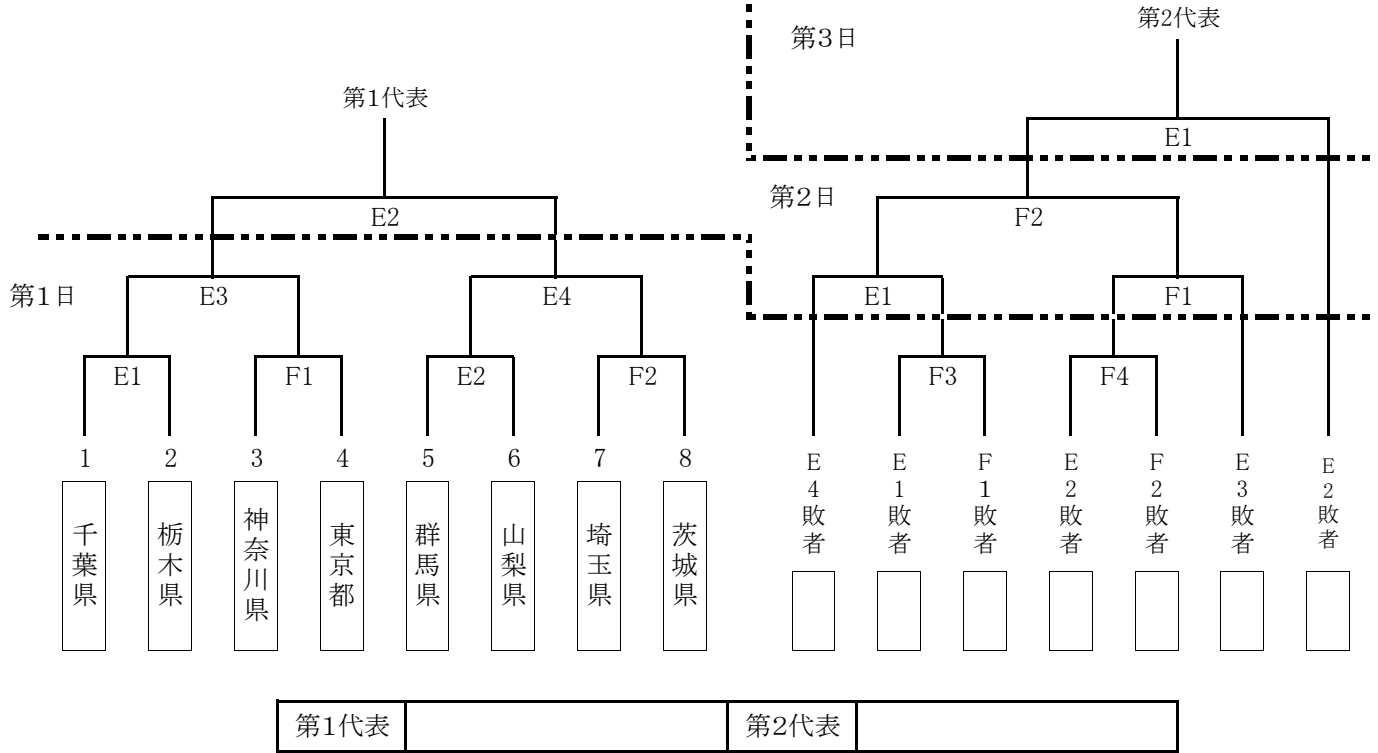 第1代表
E2
第1日
E3
E4
E1
F1
E2
F2
1
2
3
4
5
6
7
8
千葉県
栃木県
神奈川県
東京都
群馬県
山梨県
埼玉県
茨城県
第3日
第2代表
E1
第2日
F2
E1
F1
F3
F4
E4敗者
E1敗者
F1敗者
E2敗者
F2敗者
E3敗者
E2敗者
第1代表
第2代表